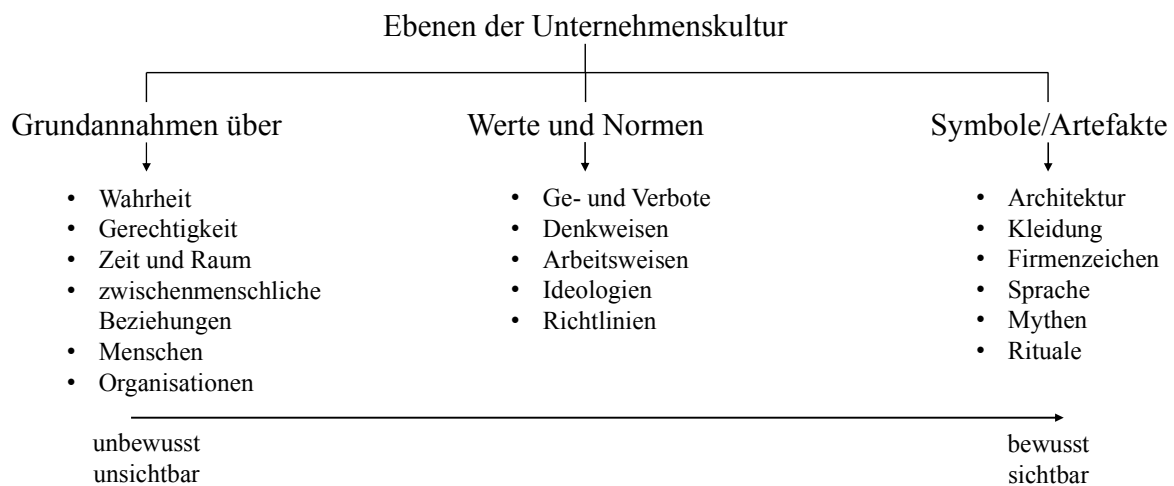 Ebenen der Unternehmenskultur
Grundannahmen über
• Wahrheit
• Gerechtigkeit
• Zeit und Raum
• zwischenmenschliche
Beziehungen
• Menschen
• Organisationen
Werte und Normen
• Ge- und Verbote
• Denkweisen
• Arbeitsweisen
• Ideologien
• Richtlinien
Symbole/Artefakte
• Architektur
• Kleidung
• Firmenzeichen
• Sprache
• Mythen
• Rituale
unbewusst
unsichtbar
bewusst
sichtbar